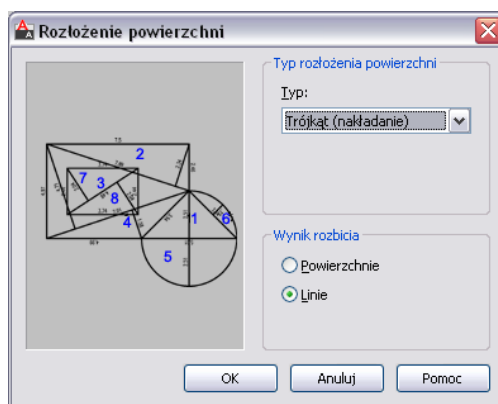 Rozłożenie powierzchni
Typ rozłożenia powierzchni
Typ:
Trójkąt (nakładanie)
2
7
3
8
4
1
6
5
Wynik rozbicia
Powierzchnie
Linie
OK
Anuluj
Pomoc